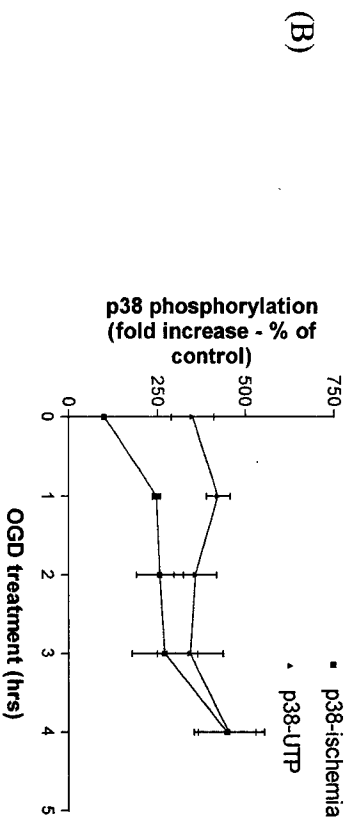 (B)
p38 phosphorylation
(fold increase - % of
control)
750
500
250
0
0
1
2
3
4
5
OGD treatment (hrs)
p38-ischemia
p38-UTP